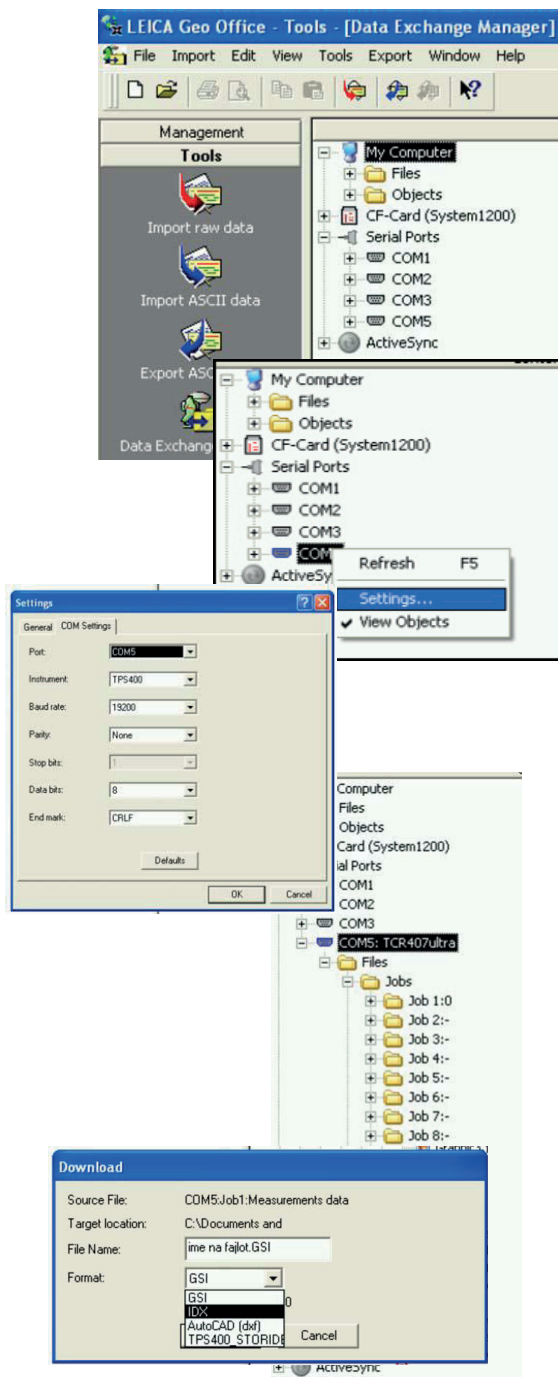 LEICA Geo Office - Tools - [Data Exchange Manager]
File Import Edit View Tools Export Window Help
Management
Tools
Import raw data
Import ASCII data
Export ASC
Data Exchang
My Computer
Files
Objects
CF-Card (System1200)
Serial Ports
COM1
COM2
COM3
COM5
ActiveSync
My Computer
Files
Objects
CF-Card (System1200)
Serial Ports
COM1
COM2
COM3
COM
ActiveSy
Refresh F5
Settings...
View Objects
Settings
General COM Settings
Port: COM5
Instrument: TPS400
Baud rate: 19200
Parity: None
Stop bits: 1
Data bits: 8
End mark: CRLF
Defaults
OK Cancel
Computer
Files
Objects
Card (System1200)
ial Ports
COM1
COM2
COM3
COM5: TCR407ultra
Files
Jobs
Job 1:0
Job 2:-
Job 3:-
Job 4:-
Job 5:-
Job 6:-
Job 7:-
Job 8:-
Download
Source File: COM5:Job1:Measurements data
Target location: C:\Documents and
File Name: ime na fajlot.GSI
Format: GSI
GSI
IDX
AutoCAD (dxf)
TPS400_STORIDE
Cancel
ActiveSync